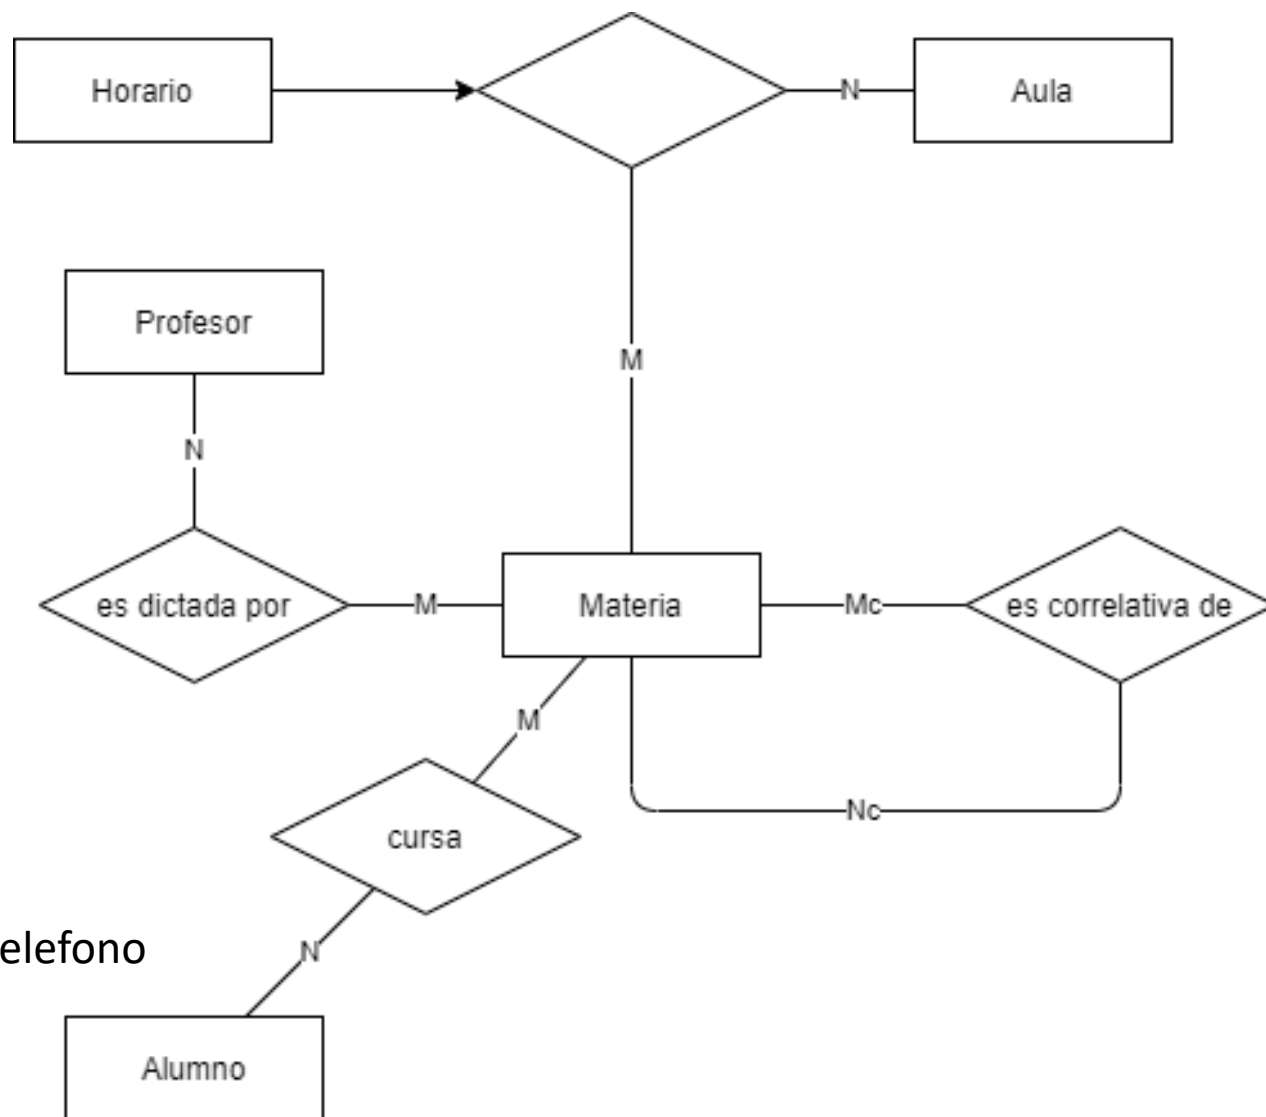 Horario
N
Aula
Profesor
M
N
es dictada por
M
Materia
Mc
es correlativa de
M
Nc
cursa
elefono
N
Alumno